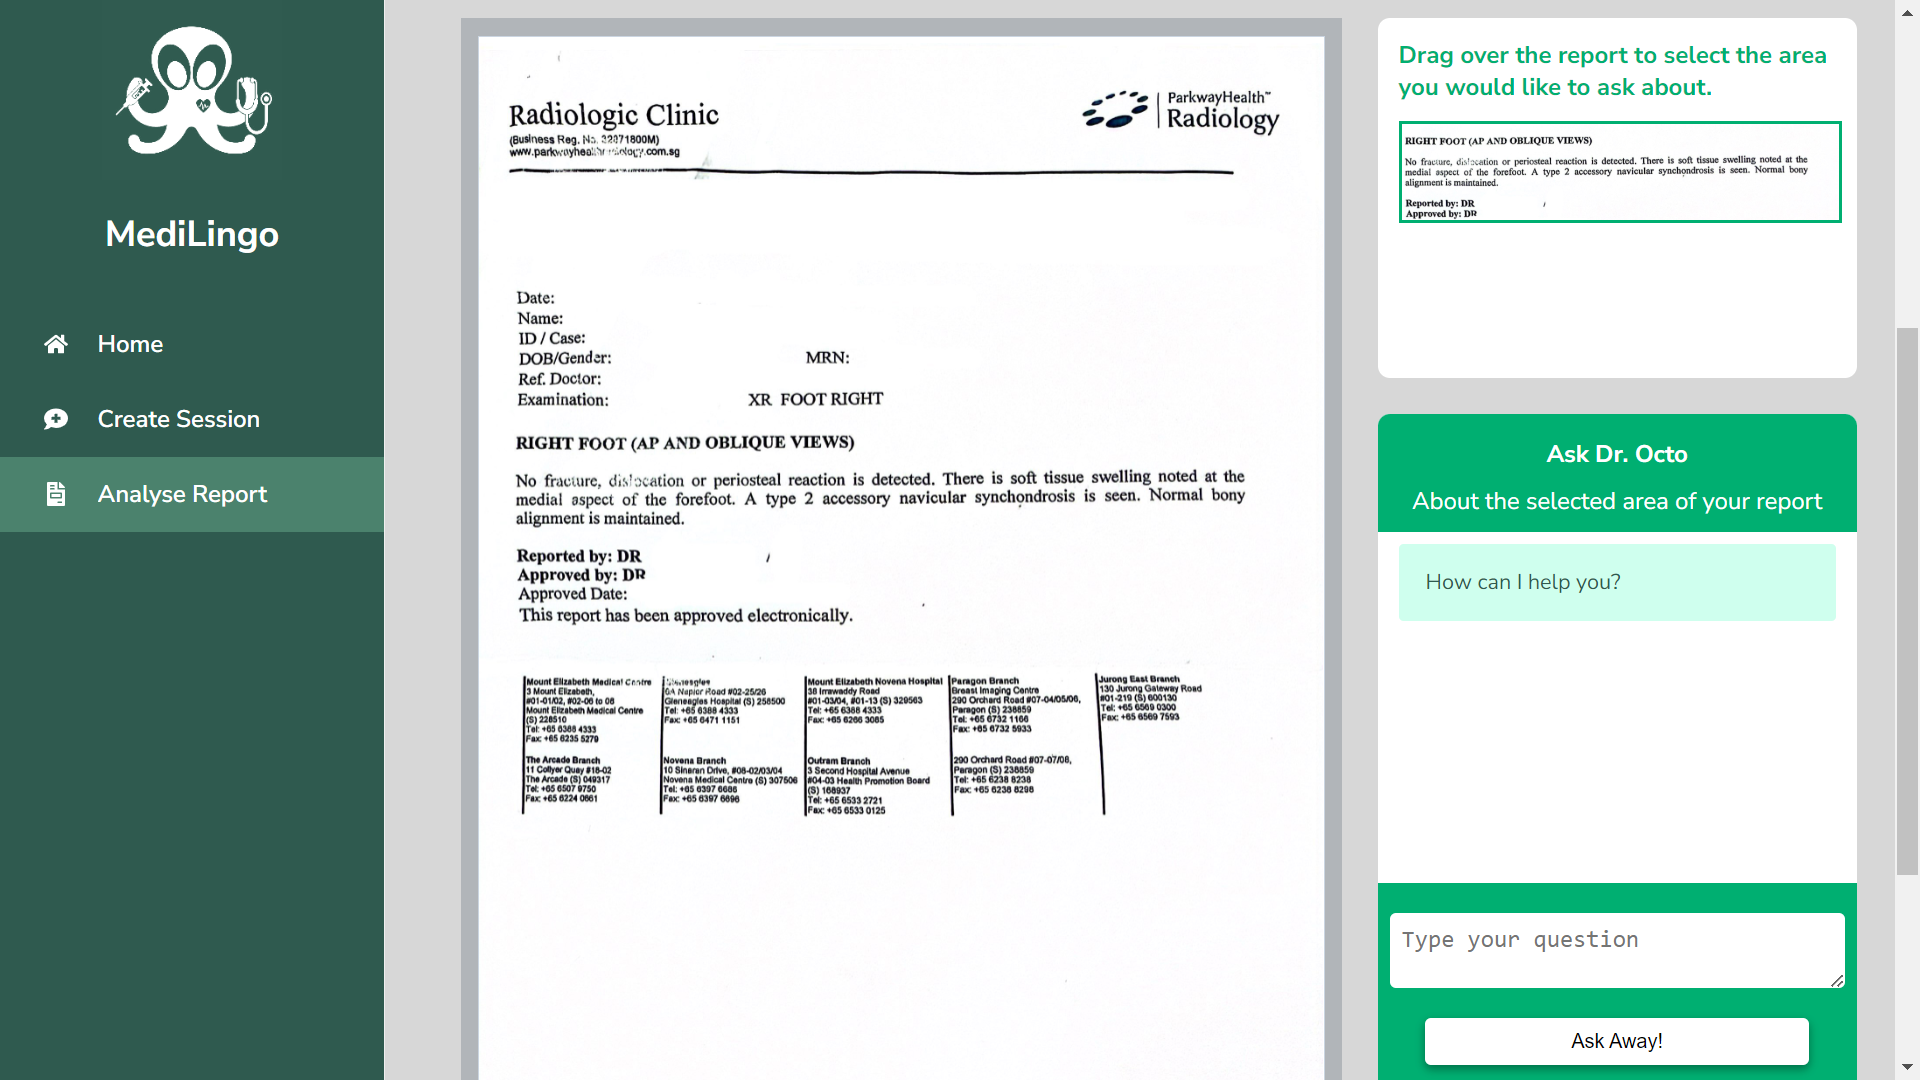 MediLingo
Home
Create Session
Analyse Report
Radiologic Clinic
(Business Reg. No. 22871800M)
www.parkwayhealthradiology.com.sg
ParkwayHealth™
Radiology
Date:
Name:
ID / Case:
DOB/Gender:
MRN:
Ref. Doctor:
Examination:
XR FOOT RIGHT
RIGHT FOOT (AP AND OBLIQUE VIEWS)
No fracture, dislocation or periosteal reaction is detected. There is soft tissue swelling noted at the
medial aspect of the forefoot. A type 2 accessory navicular synchondrosis is seen. Normal bony
alignment is maintained.
Reported by: DR
Approved by: DR
Approved Date:
This report has been approved electronically.
Mount Elizabeth Medical Centre
3 Mount Elizabeth,
#01-01/02, #02-06 to 08
Mount Elizabeth Medical Centre
(S) 228510
Tel: +65 6388 4333
Fax: +65 6235 5279
Gleneagles
6A Napier Road #02-25/26
Gleneagles Hospital (S) 258500
Tel: +65 6388 4333
Fax: +65 6471 1151
Mount Elizabeth Novena Hospital
38 Irrawaddy Road
#01-03/04, #01-13 (S) 329563
Tel: +65 6388 4333
Fax: +65 6266 3085
Paragon Branch
Breast Imaging Centre
290 Orchard Road #07-04/05/06,
Paragon (S) 238859
Tel: +65 6732 1166
Fax: +65 6732 5933
Jurong East Branch
130 Jurong Gateway Road
#01-219 (S) 600130
Tel: +65 6569 0300
Fax: +65 6569 7593
The Arcade Branch
11 Collyer Quay #18-02
The Arcade (S) 049317
Tel: +65 6507 9750
Fax: +65 6224 0661
Novena Branch
10 Sinaran Drive, #08-02/03/04
Novena Medical Centre (S) 307506
Tel: +65 6397 6686
Fax: +65 6397 6696
Outram Branch
3 Second Hospital Avenue
#04-03 Health Promotion Board
(S) 168937
Tel: +65 6533 2721
Fax: +65 6533 0125
290 Orchard Road #07-07/08,
Paragon (S) 238859
Tel: +65 6238 8238
Fax: +65 6238 8298
Drag over the report to select the area
you would like to ask about.
RIGHT FOOT (AP AND OBLIQUE VIEWS)
No fracture, dislocation or periosteal reaction is detected. There is soft tissue swelling noted at the
medial aspect of the forefoot. A type 2 accessory navicular synchondrosis is seen. Normal bony
alignment is maintained.
Reported by: DR
Approved by: DR
Ask Dr. Octo
About the selected area of your report
How can I help you?
Type your question
Ask Away!